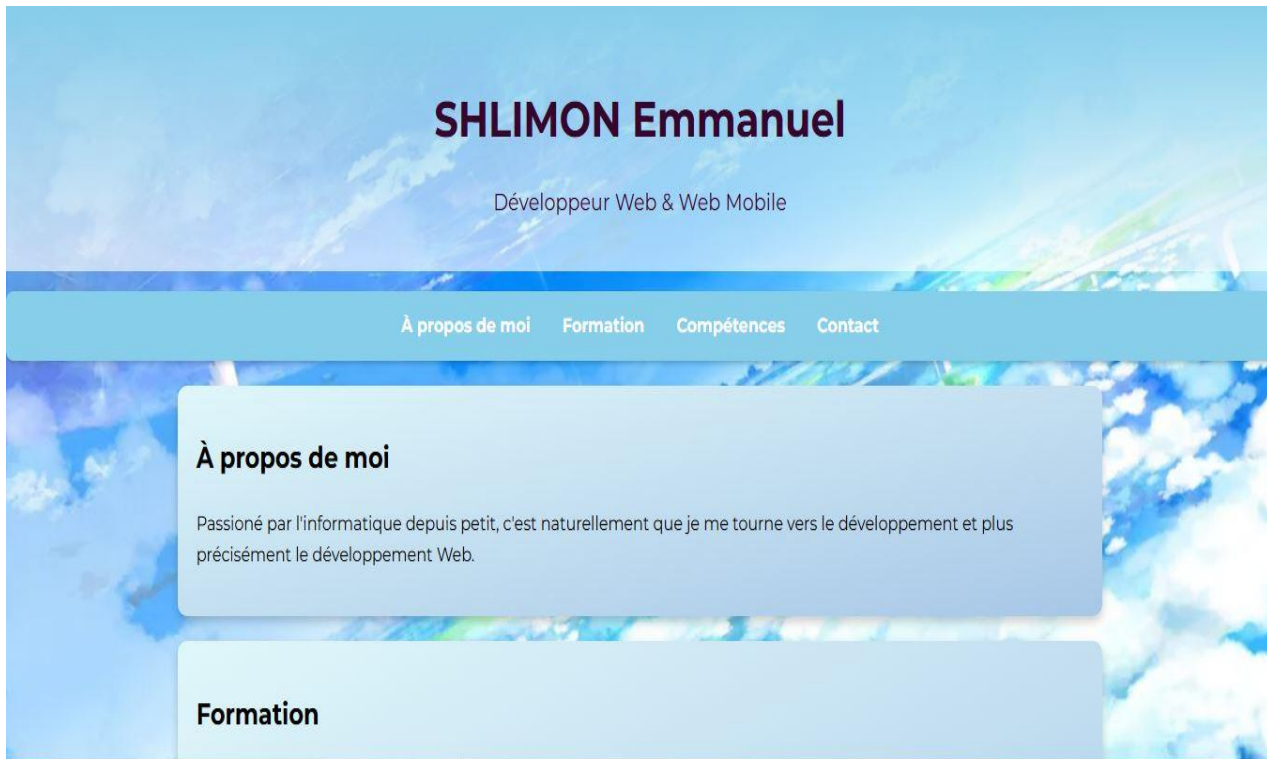 SHLIMON Emmanuel
Développeur Web & Web Mobile
À propos de moi Formation Compétences Contact
À propos de moi
Passioné par l'informatique depuis petit, c'est naturellement que je me tourne vers le développement et plus
précisément le développement Web.
Formation